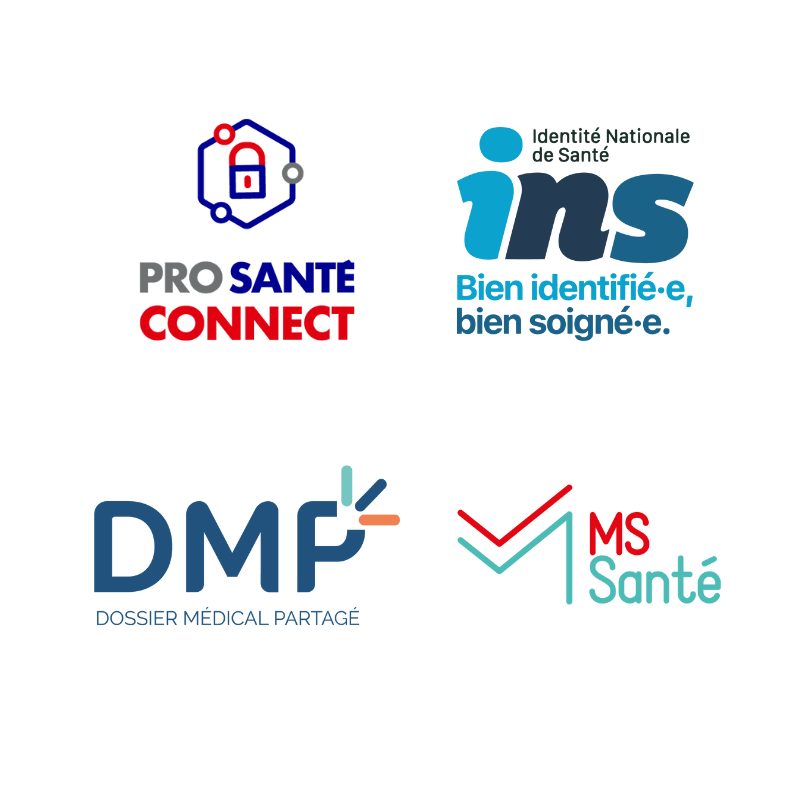 PRO SANTÉ
CONNECT
Identité Nationale
de Santé
ins
Bien identifié·e,
bien soigné·e.
DMP
DOSSIER MÉDICAL PARTAGÉ
MS
Santé